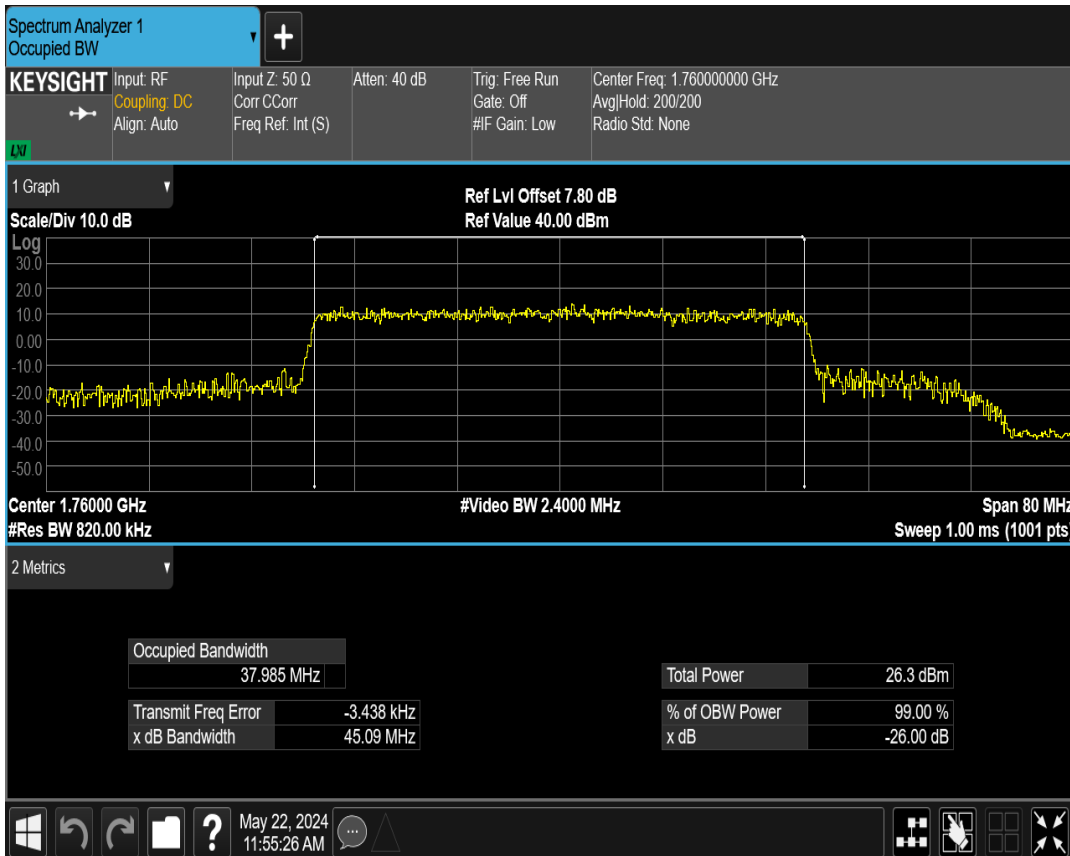 Spectrum Analyzer 1
Occupied BW
+
KEYSIGHT
LXI
Input: RF
Coupling: DC
Align: Auto
Input Z: 50 Ω
Corr CCorr
Freq Ref: Int (S)
Atten: 40 dB
Trig: Free Run
Gate: Off
#IF Gain: Low
Center Freq: 1.760000000 GHz
Avg|Hold: 200/200
Radio Std: None
1 Graph
Scale/Div 10.0 dB
Ref Lvl Offset 7.80 dB
Ref Value 40.00 dBm
Log
30.0
20.0
10.0
0.00
-10.0
-20.0
-30.0
-40.0
-50.0
Center 1.76000 GHz
#Video BW 2.4000 MHz
Span 80 MHz
#Res BW 820.00 kHz
Sweep 1.00 ms (1001 pts)
2 Metrics
Occupied Bandwidth
37.985 MHz
Transmit Freq Error -3.438 kHz
x dB Bandwidth 45.09 MHz
Total Power 26.3 dBm
% of OBW Power 99.00 %
x dB -26.00 dB
?
May 22, 2024
11:55:26 AM